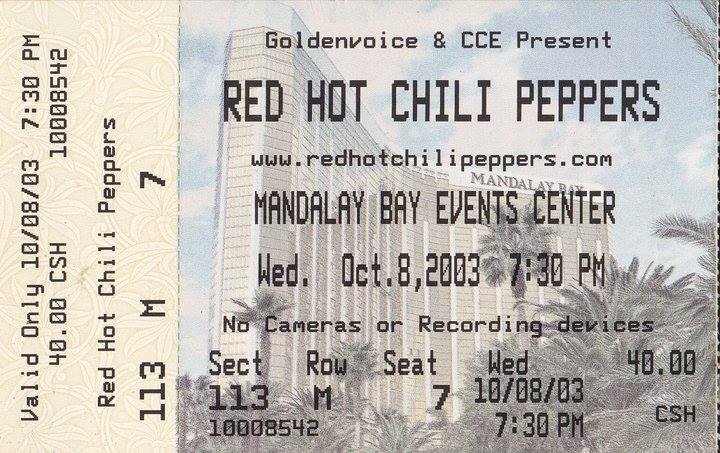 Valid Only 10/08/03 7:30 PM
40.00 CSH 10008542
Red Hot Chili Peppers
113 M 7
Goldenvoice & CCE Present
RED HOT CHILI PEPPERS
www.redhotchilipeppers.com
MANDALAY BAY
MANDALAY BAY EVENTS CENTER
Wed. Oct.8,2003 7:30 PM
No Cameras or Recording devices
Sect Row Seat Wed 40.00
113 M 7 10/08/03
10008542 7:30 PM CSH